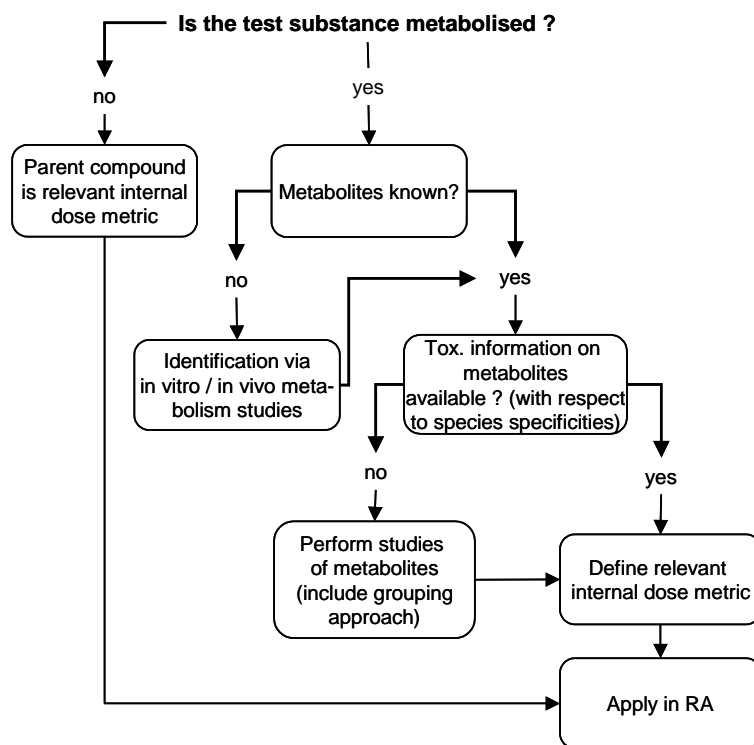 Is the test substance metabolised ?
no
yes
Parent compound
is relevant internal
dose metric
Metabolites known?
no
yes
Identification via
in vitro / in vivo meta-
bolism studies
Tox. information on
metabolites
available ? (with respect
to species specificities)
no
yes
Perform studies
of metabolites
(include grouping
approach)
Define relevant
internal dose metric
Apply in RA